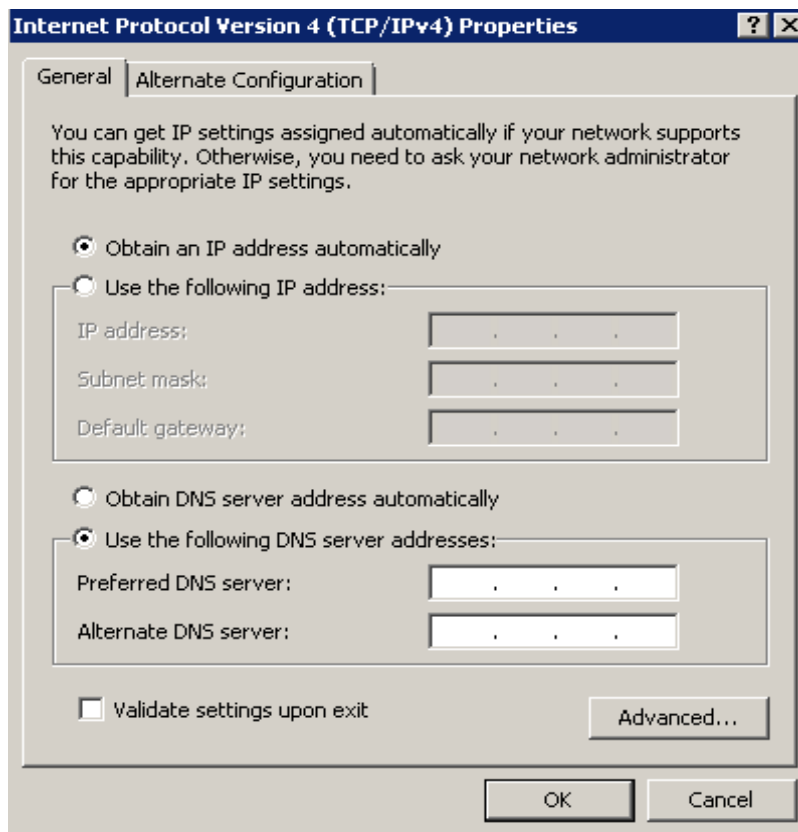 Internet Protocol Version 4 (TCP/IPv4) Properties
General
Alternate Configuration
You can get IP settings assigned automatically if your network supports
this capability. Otherwise, you need to ask your network administrator
for the appropriate IP settings.
Obtain an IP address automatically
Use the following IP address:
IP address:
Subnet mask:
Default gateway:
Obtain DNS server address automatically
Use the following DNS server addresses:
Preferred DNS server:
Alternate DNS server:
Validate settings upon exit
Advanced...
OK
Cancel